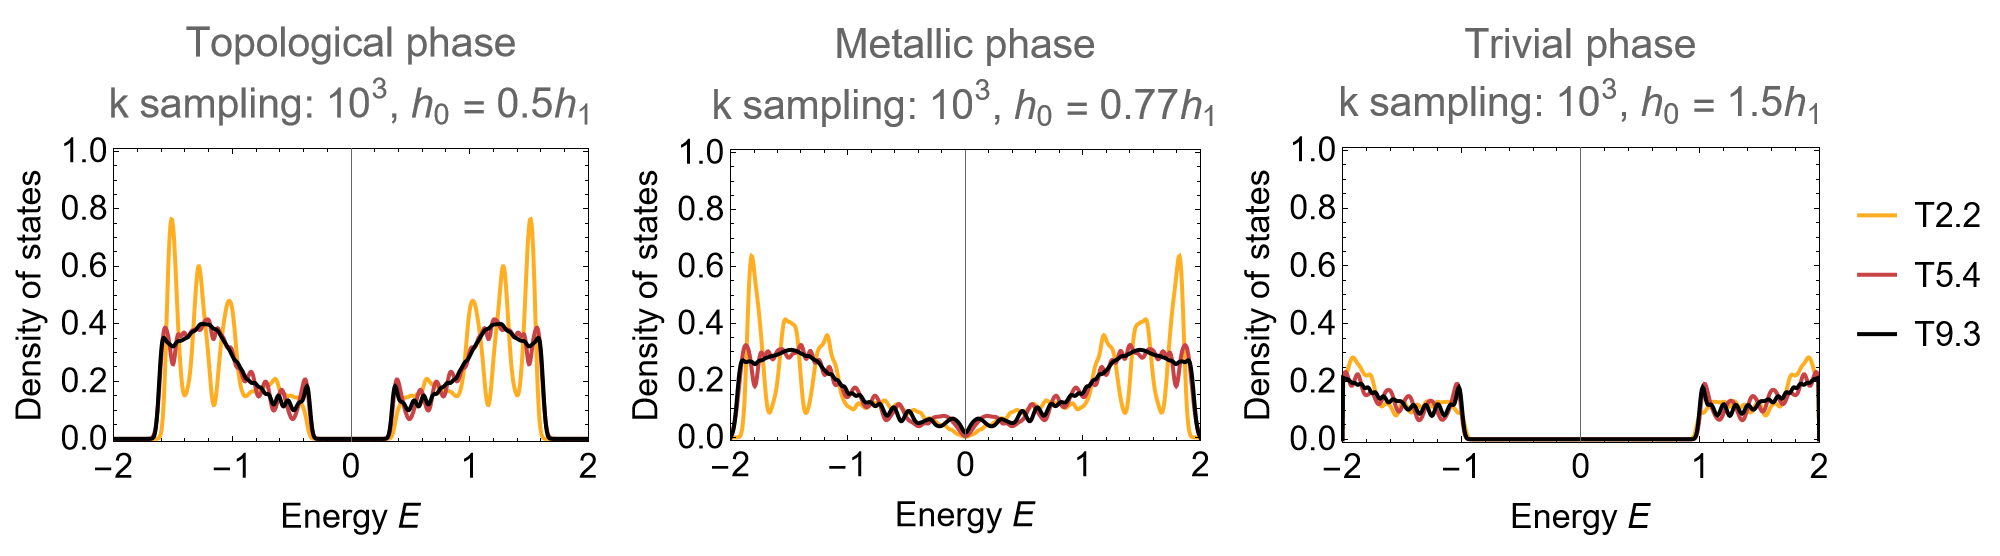 Topological phase
k sampling: 10³, h₀ = 0.5h₁
Density of states
1.0
0.8
0.6
0.4
0.2
0.0
−2
−1
0
1
2
Energy E
Metallic phase
k sampling: 10³, h₀ = 0.77h₁
Density of states
1.0
0.8
0.6
0.4
0.2
0.0
−2
−1
0
1
2
Energy E
Trivial phase
k sampling: 10³, h₀ = 1.5h₁
Density of states
1.0
0.8
0.6
0.4
0.2
0.0
−2
−1
0
1
2
Energy E
T2.2
T5.4
T9.3